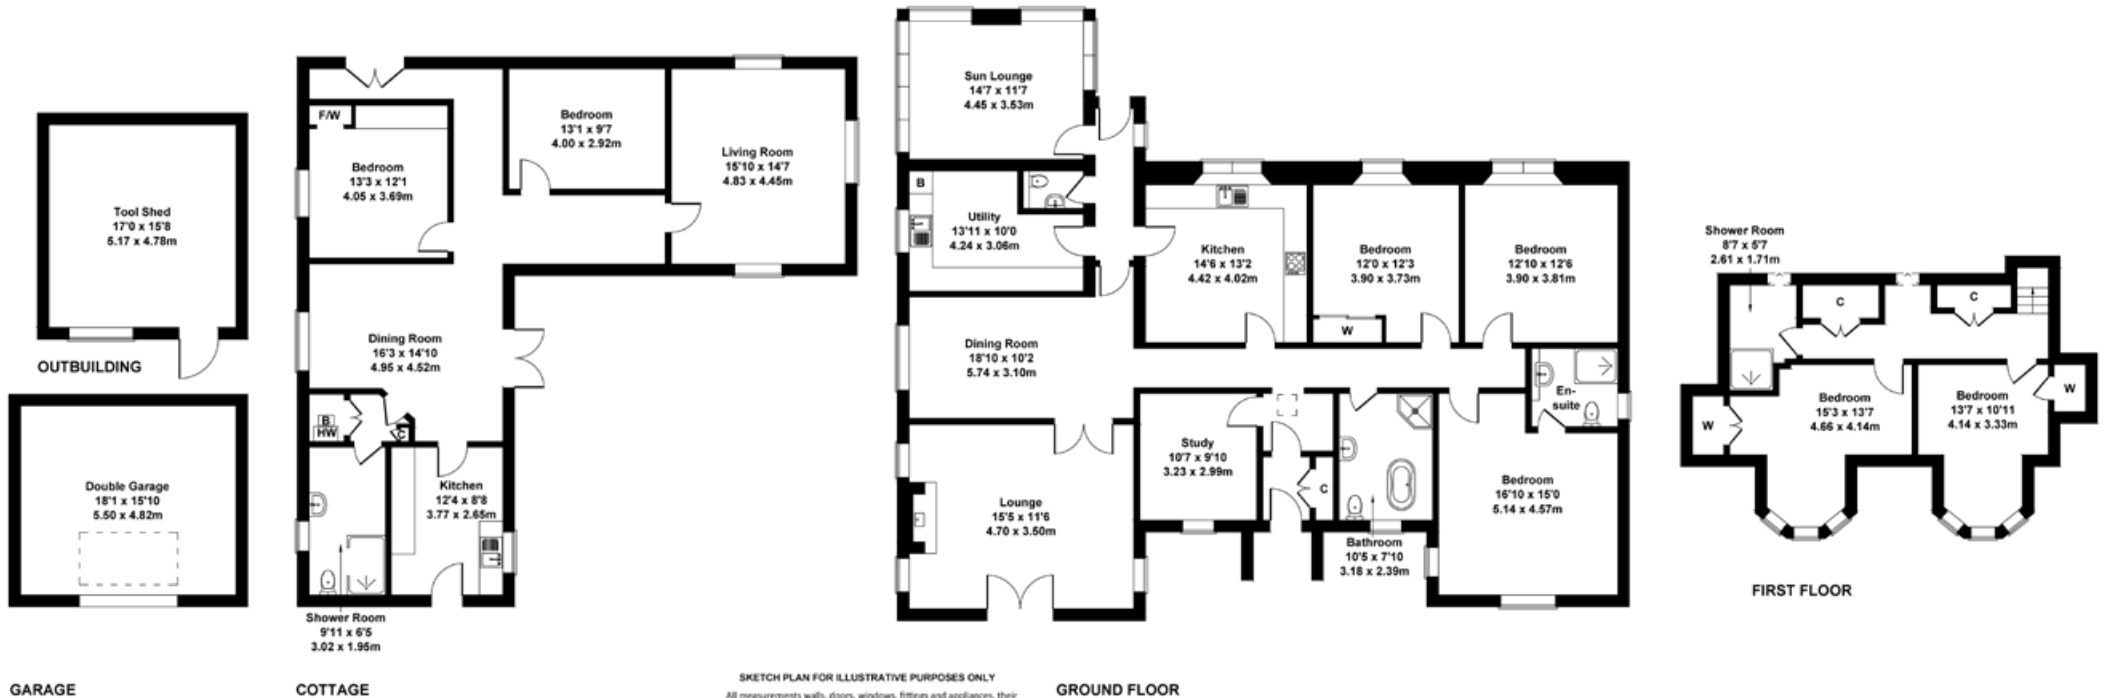 Tool Shed
17'0 x 15'8
5.17 x 4.78m
OUTBUILDING
Double Garage
18'1 x 15'10
5.50 x 4.82m
GARAGE
F/W
Bedroom
13'3 x 12'1
4.05 x 3.69m
Bedroom
13'1 x 9'7
4.00 x 2.92m
Living Room
15'10 x 14'7
4.83 x 4.45m
Dining Room
16'3 x 14'10
4.95 x 4.52m
B
HW
C
Kitchen
12'4 x 8'8
3.77 x 2.65m
Shower Room
9'11 x 6'5
3.02 x 1.95m
COTTAGE
Sun Lounge
14'7 x 11'7
4.45 x 3.53m
B
Utility
13'11 x 10'0
4.24 x 3.06m
Kitchen
14'6 x 13'2
4.42 x 4.02m
Bedroom
12'0 x 12'3
3.90 x 3.73m
W
Bedroom
12'10 x 12'6
3.90 x 3.81m
Dining Room
18'10 x 10'2
5.74 x 3.10m
En-
suite
Study
10'7 x 9'10
3.23 x 2.99m
C
Lounge
15'5 x 11'6
4.70 x 3.50m
Bathroom
10'5 x 7'10
3.18 x 2.39m
Bedroom
16'10 x 15'0
5.14 x 4.57m
SKETCH PLAN FOR ILLUSTRATIVE PURPOSES ONLY
All measurements walls, doors, windows, fittings and appliances, their
GROUND FLOOR
Shower Room
8'7 x 5'7
2.61 x 1.71m
C
C
W
Bedroom
15'3 x 13'7
4.66 x 4.14m
Bedroom
13'7 x 10'11
4.14 x 3.33m
W
FIRST FLOOR